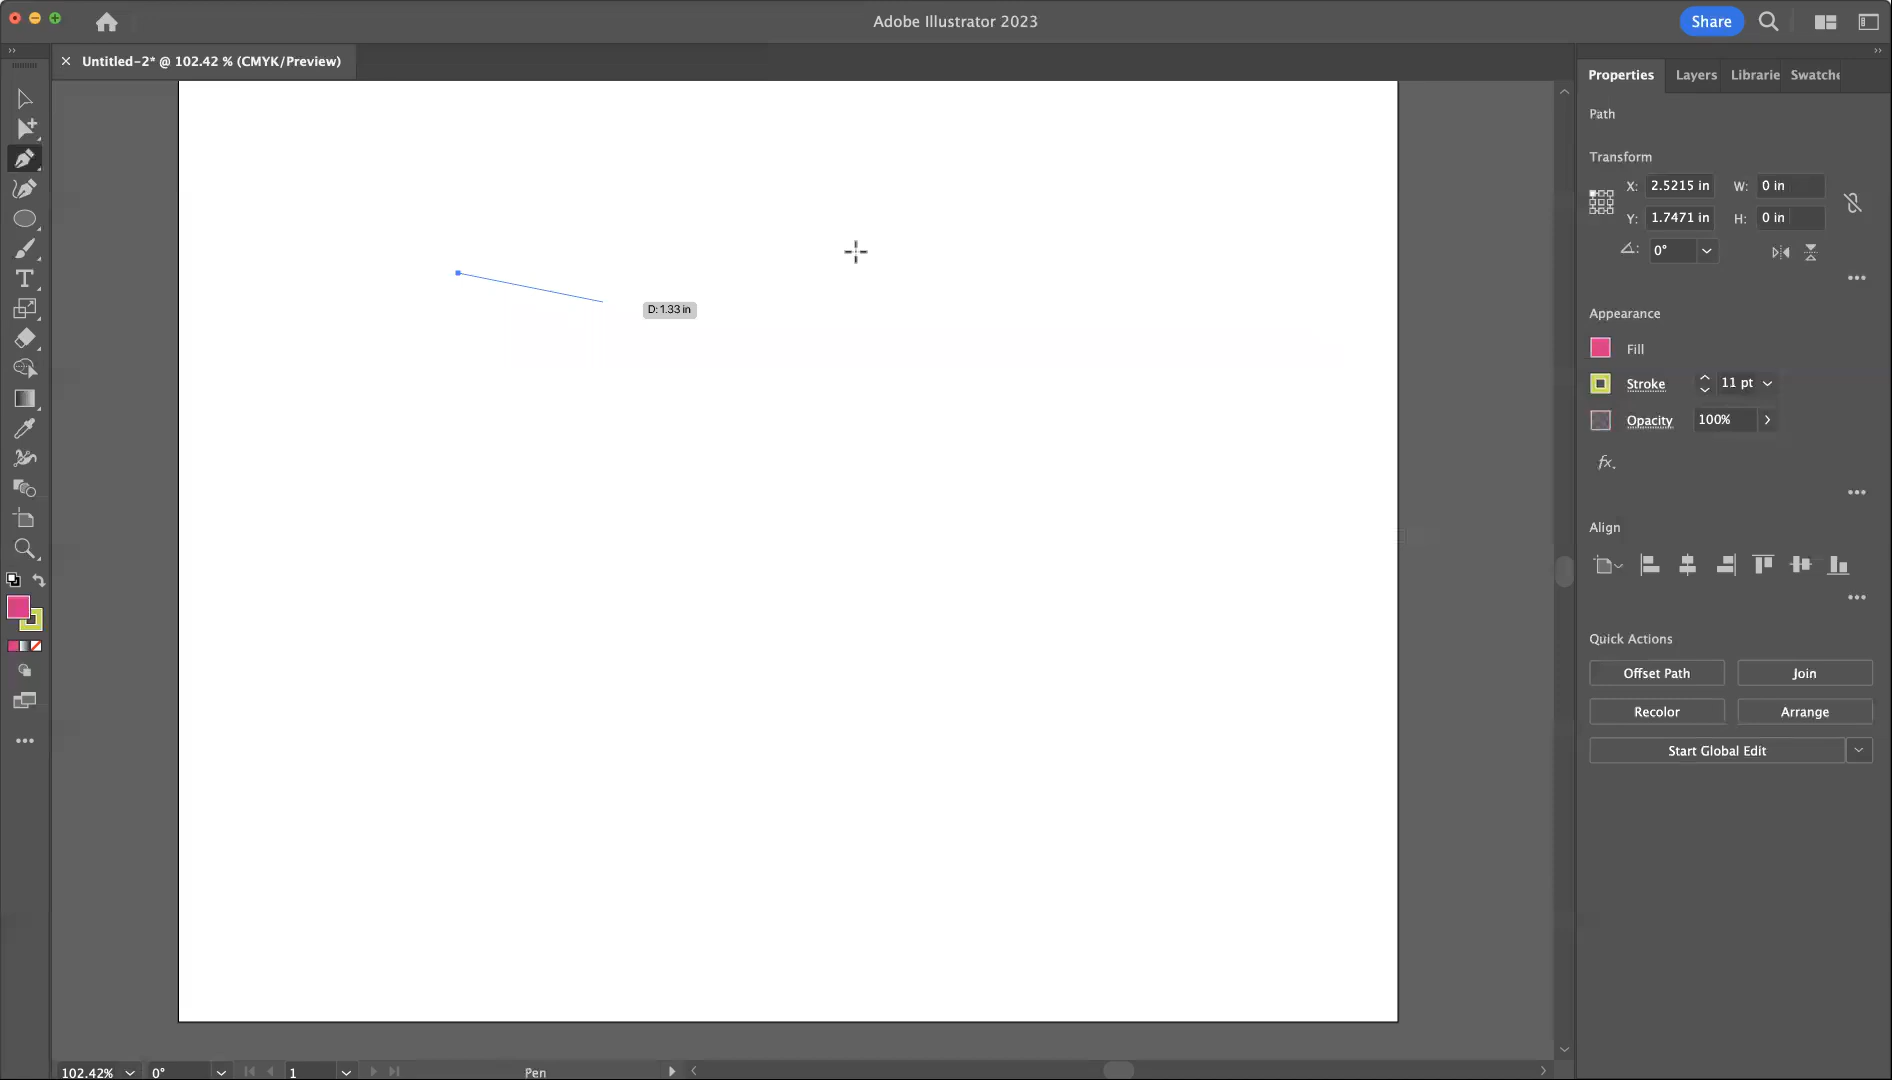 Adobe Illustrator 2023
Share
Untitled-2* @ 102.42 % (CMYK/Preview)
Properties
Layers
Librarie
Swatche
Path
Transform
X:
2.5215 in
W:
0 in
Y:
1.7471 in
H:
0 in
0°
D: 1.33 in
Appearance
Fill
Stroke
11 pt
Opacity
100%
fx.
Align
Quick Actions
Offset Path
Join
Recolor
Arrange
Start Global Edit
102.42%
0°
1
Pen